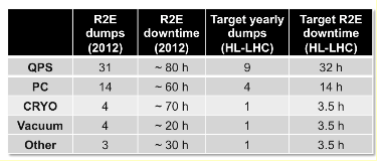 R2E dumps (2012) R2E downtime (2012) Target yearly dumps (HL-LHC) Target R2E downtime (HL-LHC)
QPS 31 ~ 80 h 9 32 h
PC 14 ~ 60 h 4 14 h
CRYO 4 ~ 70 h 1 3.5 h
Vacuum 4 ~ 20 h 1 3.5 h
Other 3 ~ 30 h 1 3.5 h